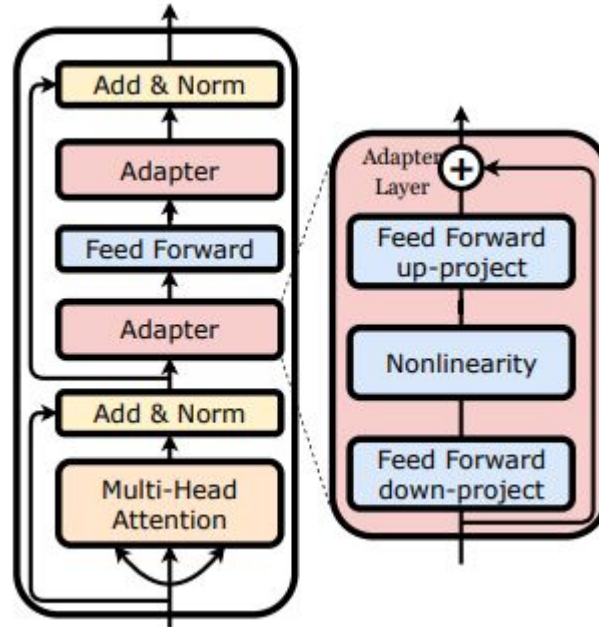 Add & Norm
Adapter
Feed Forward
Adapter
Add & Norm
Multi-Head
Attention
Adapter
Layer
+
Feed Forward
up-project
Nonlinearity
Feed Forward
down-project